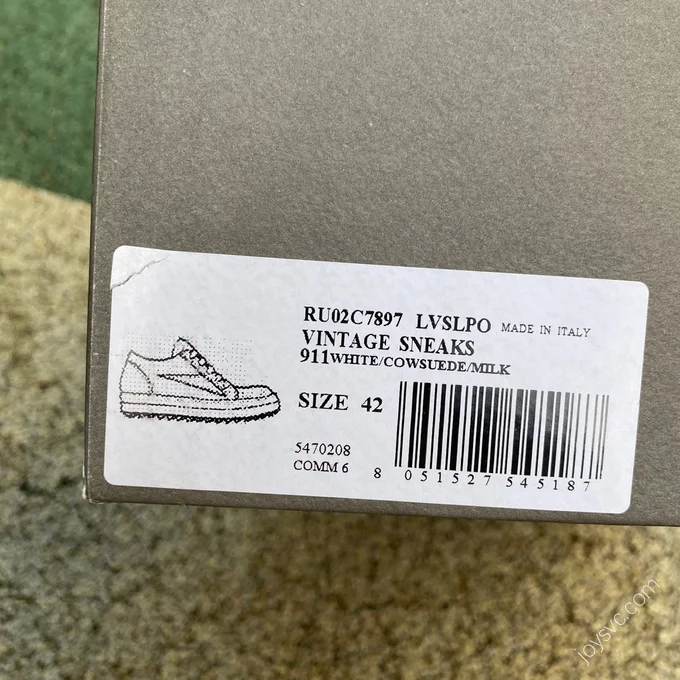 RU02C7897 LVSLPO MADE IN ITALY
VINTAGE SNEAKS
911WHITE/COWSUEDE/MILK
SIZE 42
5470208
COMM 6
8 051527 545187
joysvc.com